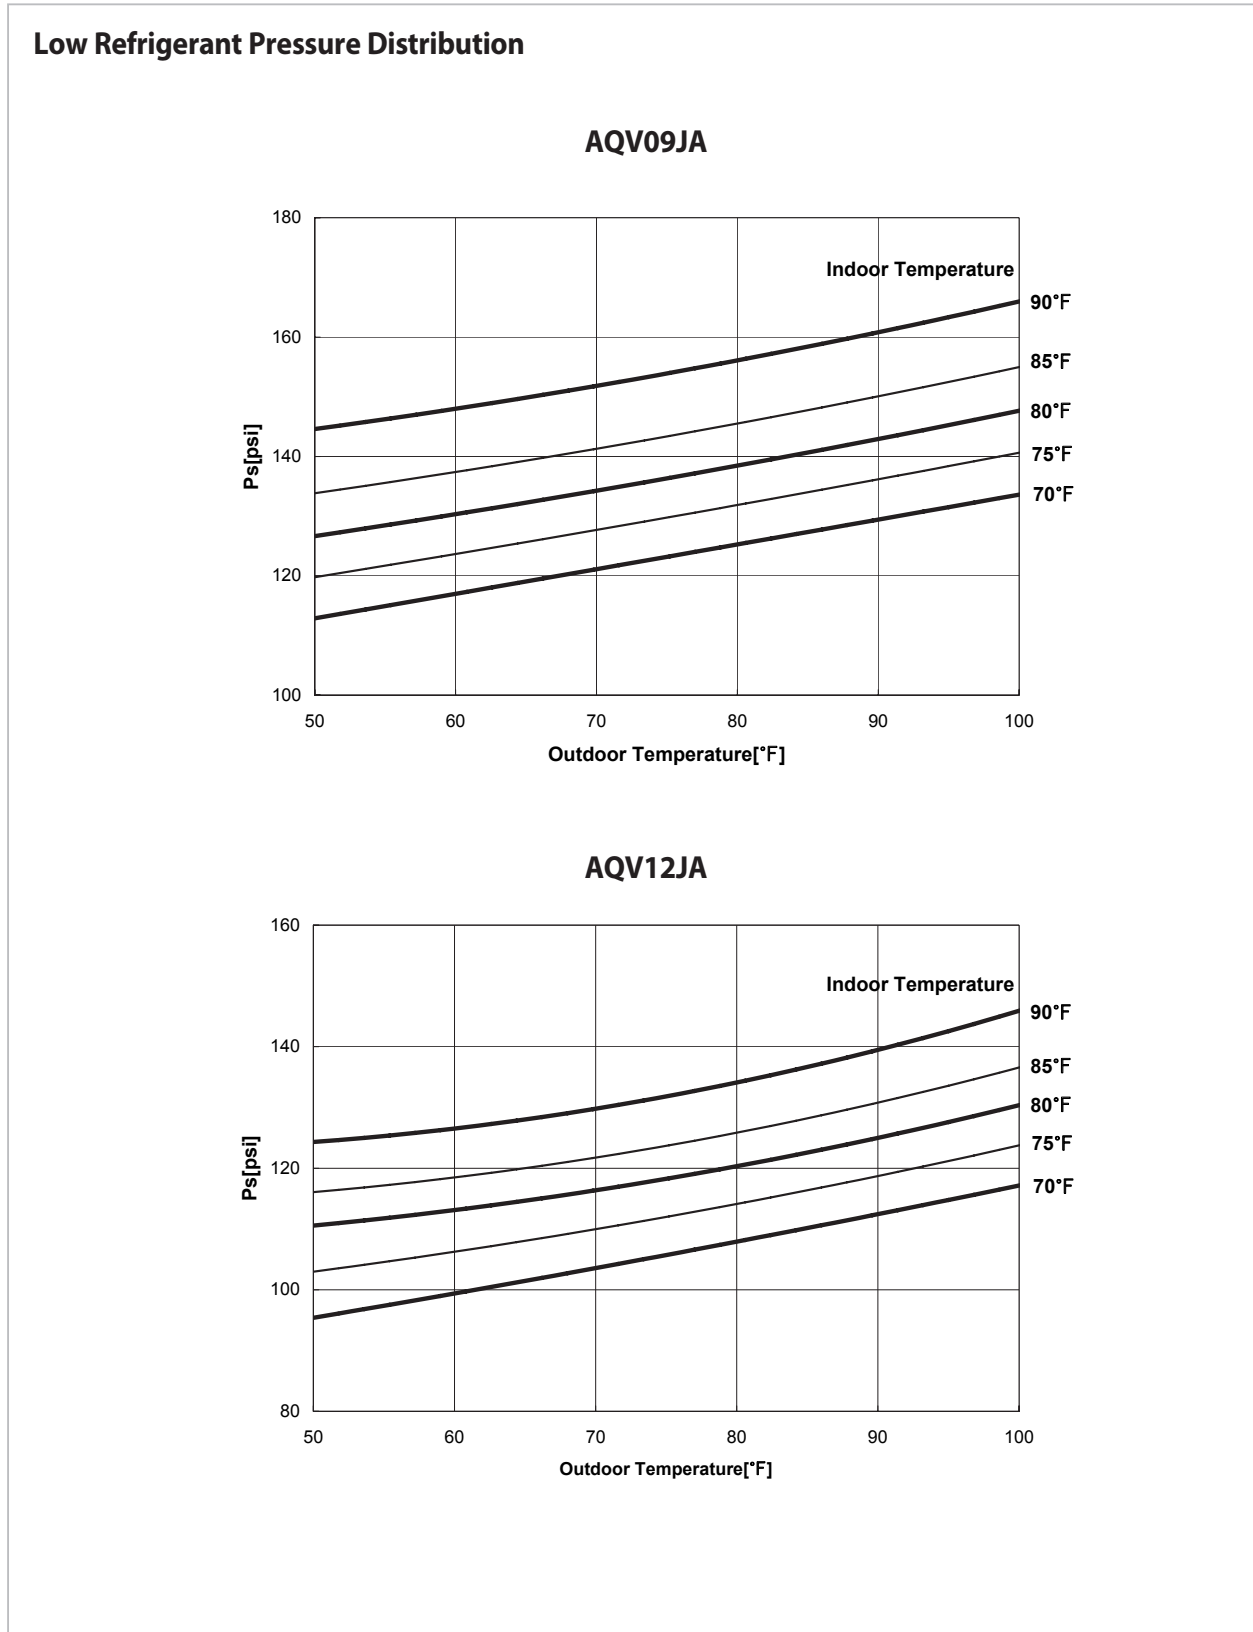 Low Refrigerant Pressure Distribution
AQV09JA
180
Indoor Temperature
90°F
160
85°F
80°F
Ps[psi]
140
75°F
70°F
120
100
50 60 70 80 90 100
Outdoor Temperature[°F]
AQV12JA
160
Indoor Temperature
90°F
140
85°F
80°F
Ps[psi]
120
75°F
70°F
100
80
50 60 70 80 90 100
Outdoor Temperature[°F]